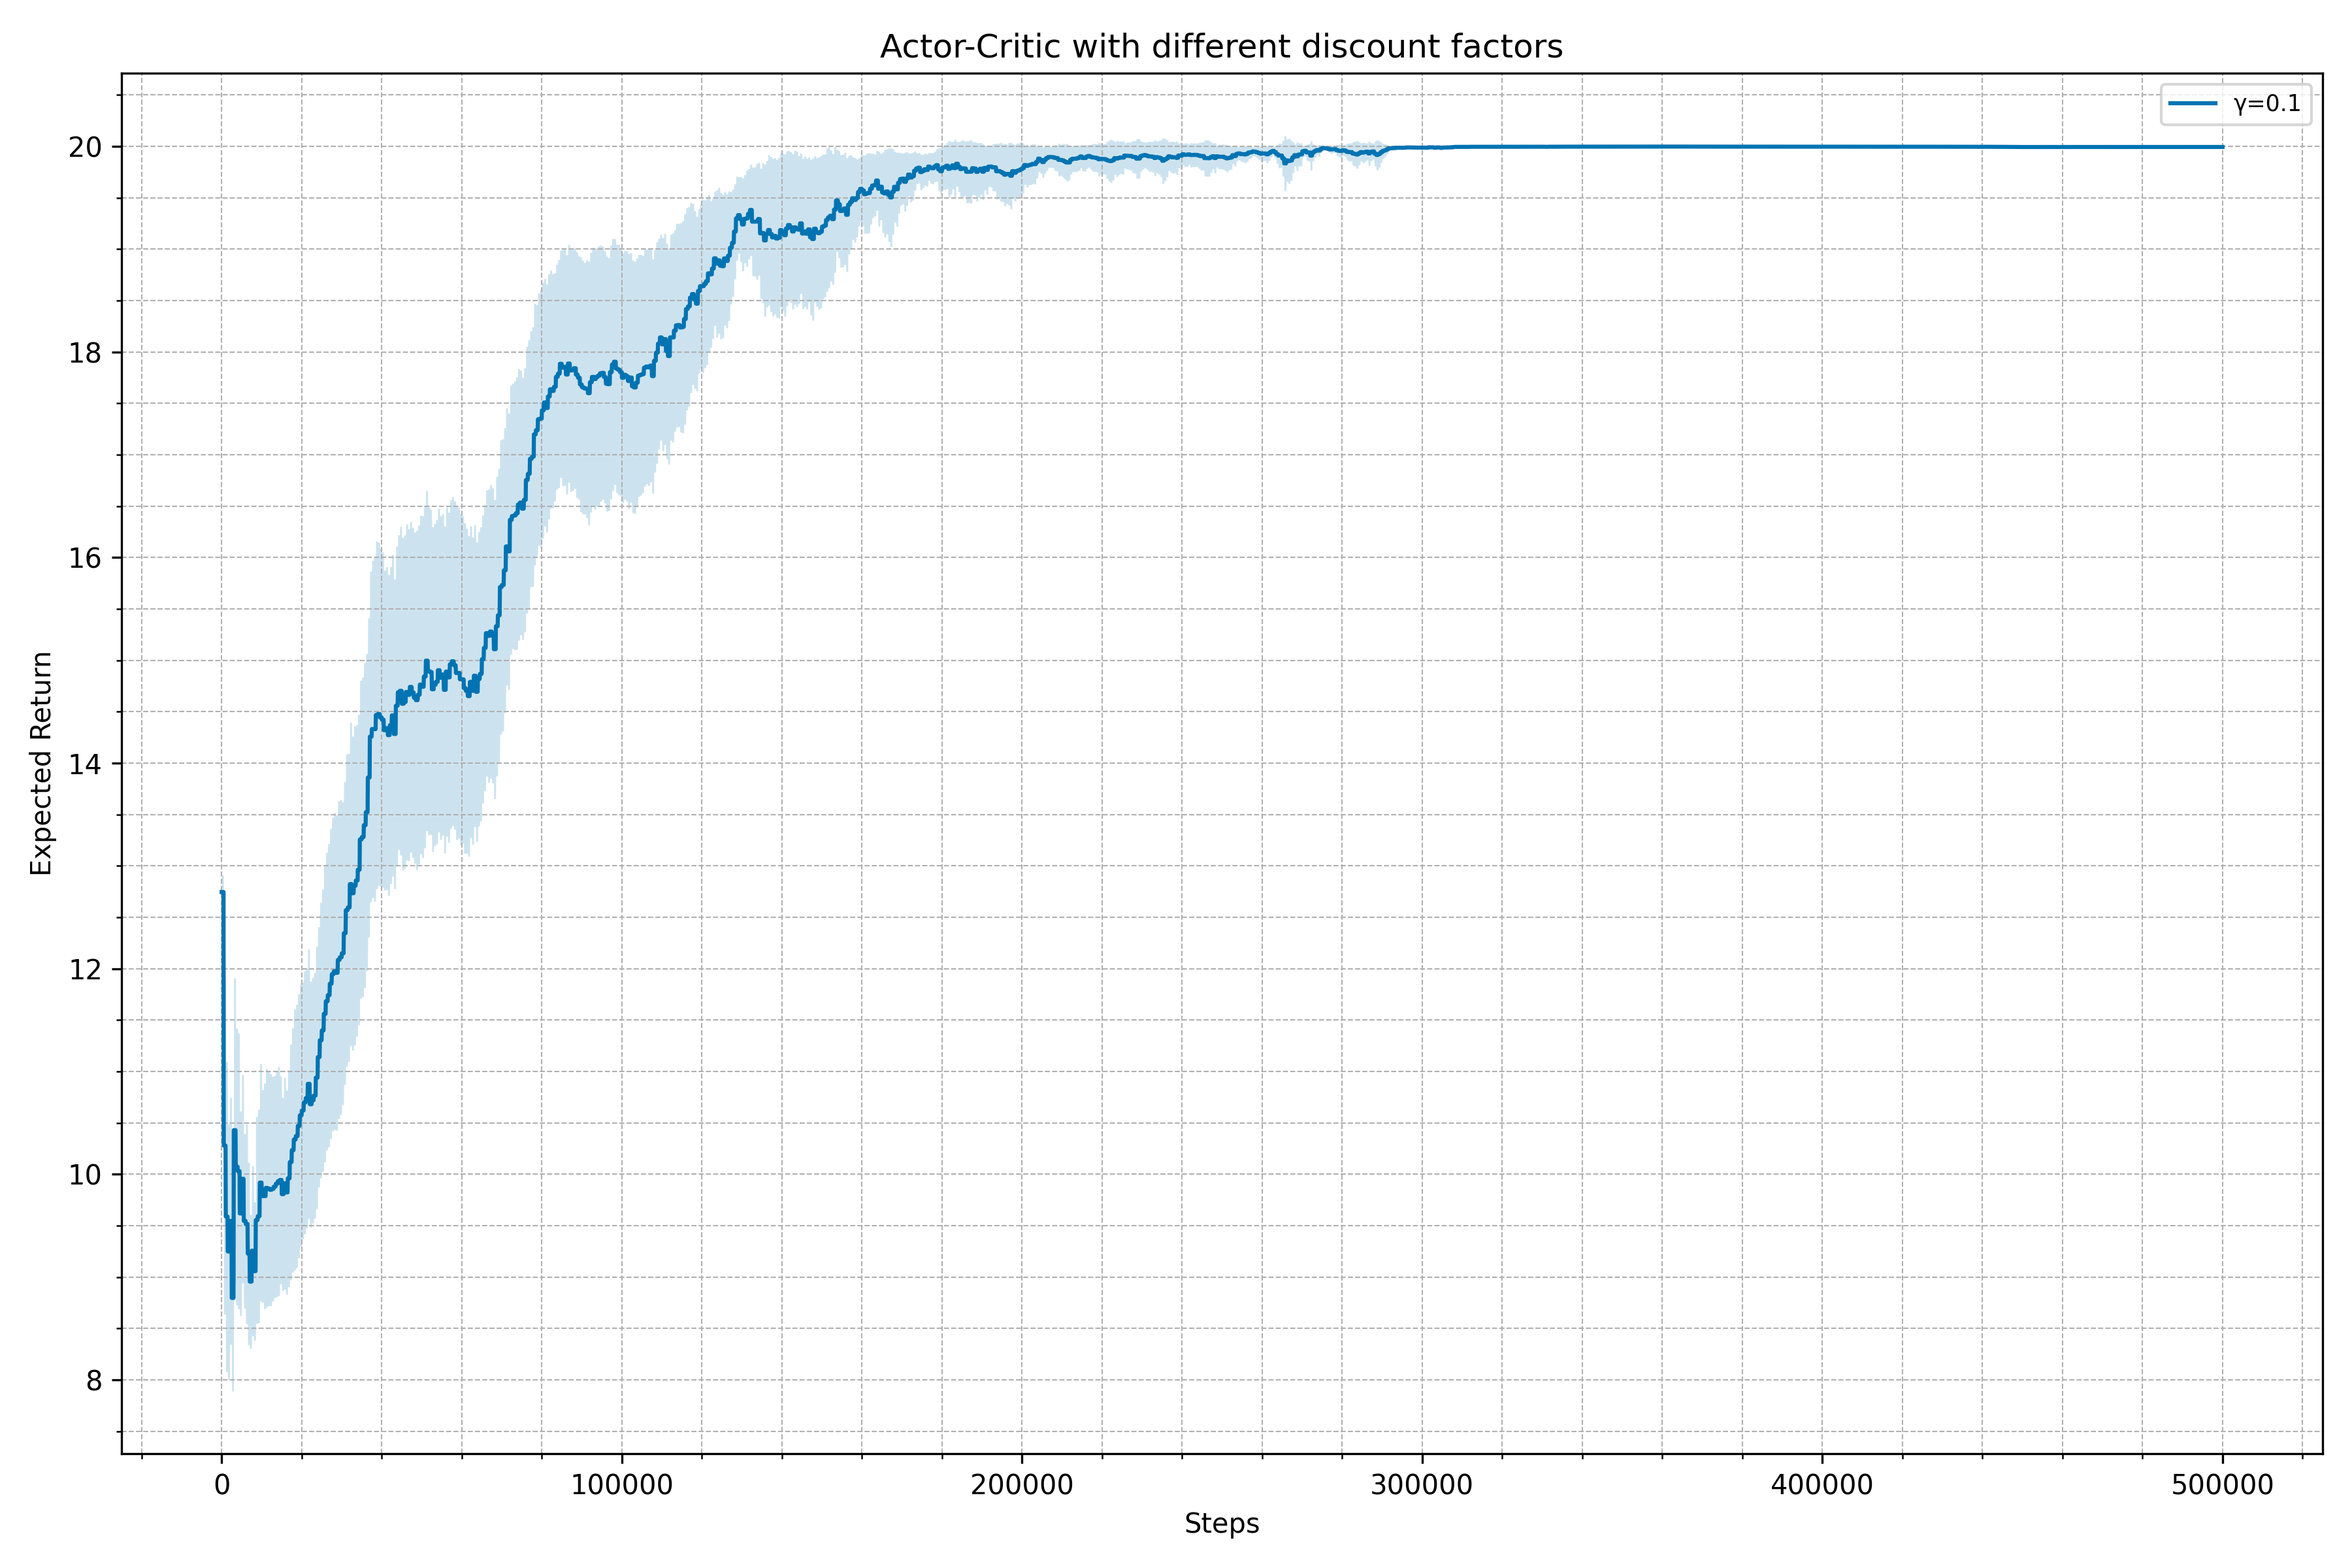 Actor-Critic with different discount factors
γ=0.1
Expected Return
20
18
16
14
12
10
8
0 100000 200000 300000 400000 500000
Steps